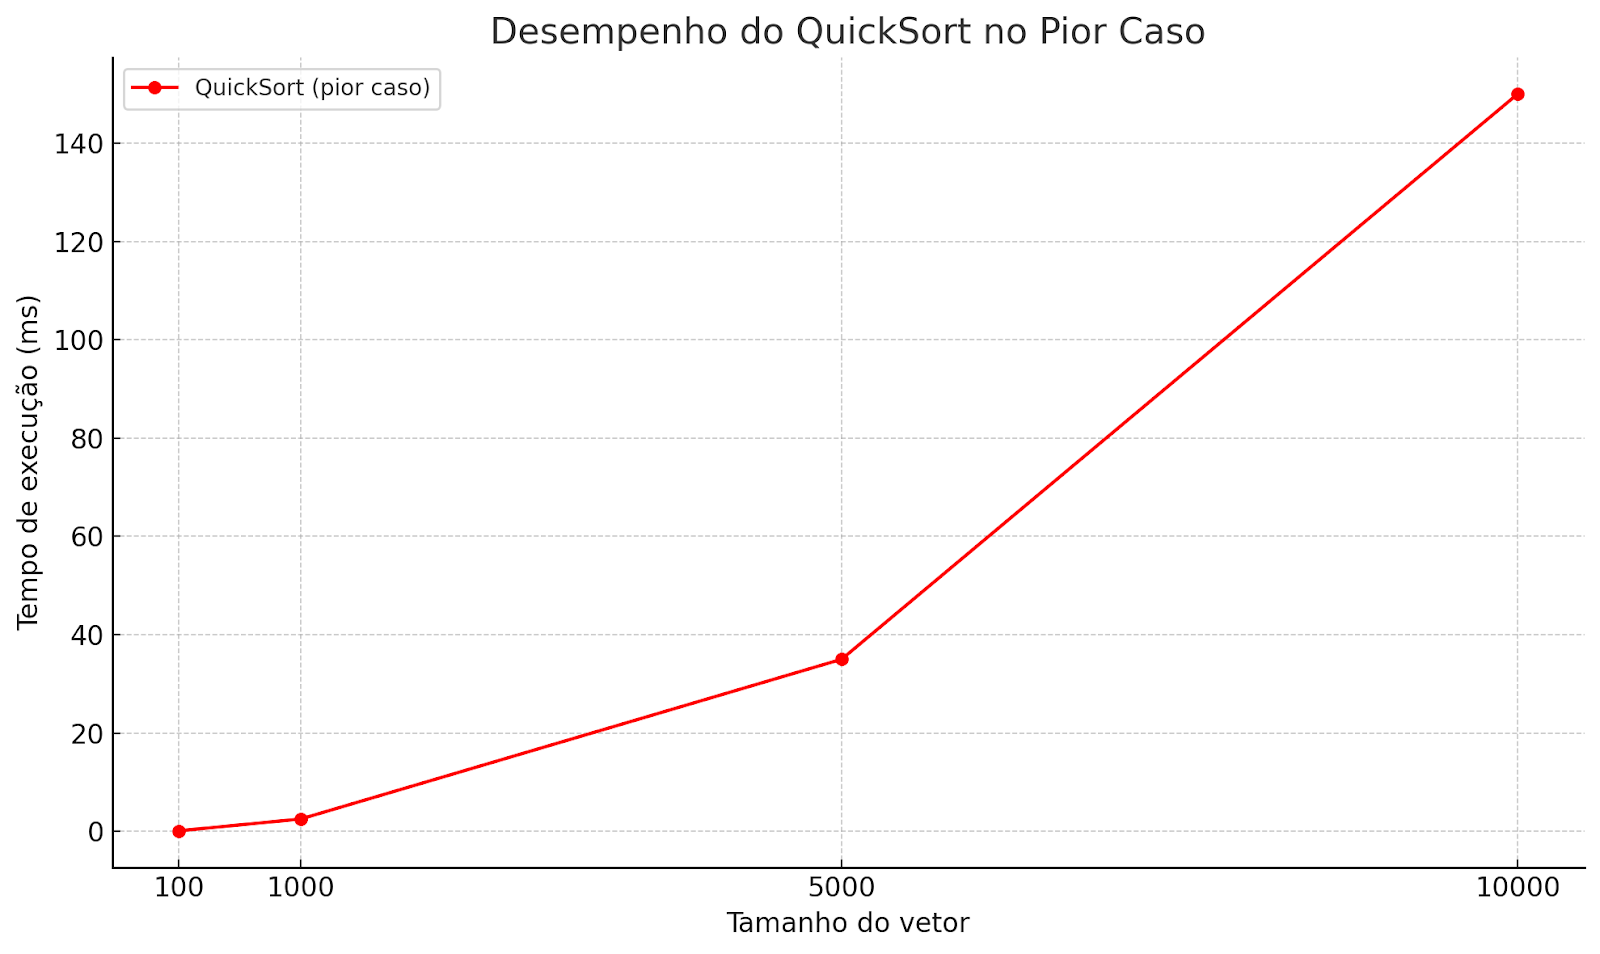 Desempenho do QuickSort no Pior Caso
QuickSort (pior caso)
Tempo de execução (ms)
140
120
100
80
60
40
20
0
100 1000 5000 10000
Tamanho do vetor